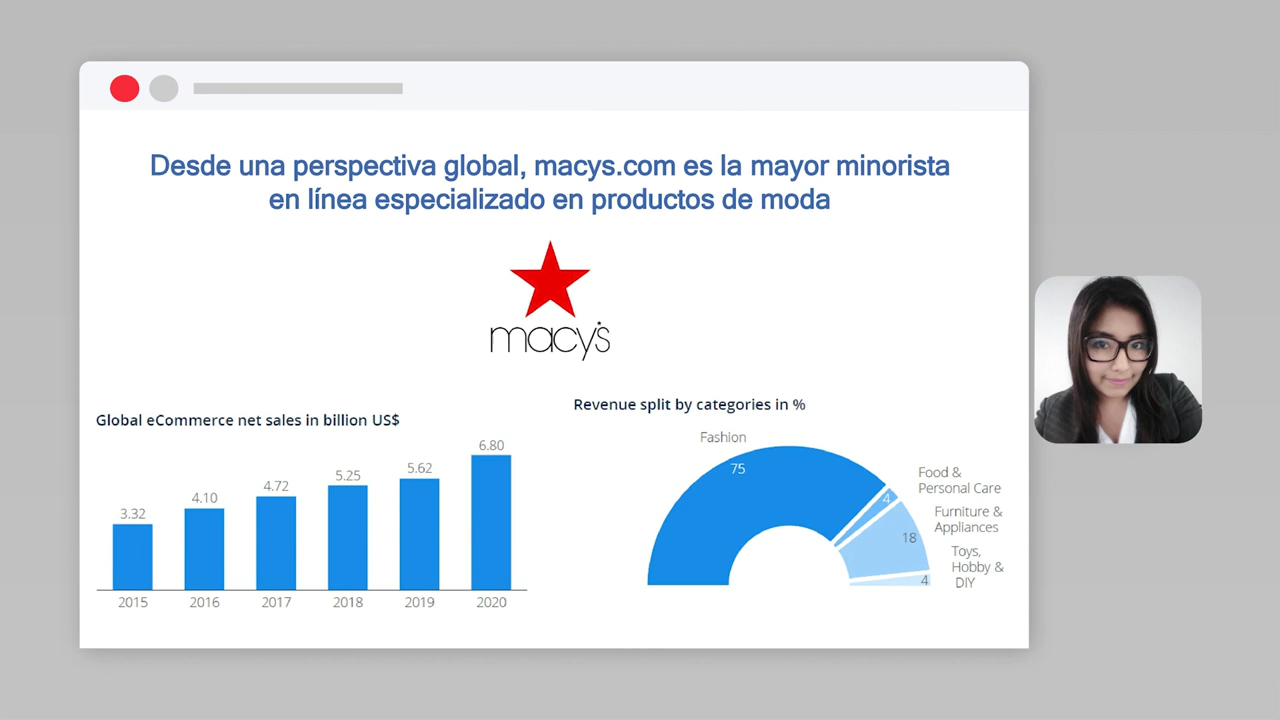 Desde una perspectiva global, macys.com es la mayor minorista
en línea especializado en productos de moda
macy's
Global eCommerce net sales in billion US$
3.32
4.10
4.72
5.25
5.62
6.80
2015
2016
2017
2018
2019
2020
Revenue split by categories in %
Fashion
75
Food &
Personal Care
4
Furniture &
Appliances
18
Toys,
Hobby &
DIY
4